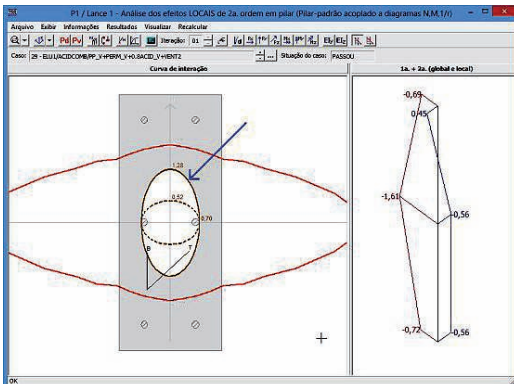 P1 / Lance 1 - Análise dos efeitos LOCAIS de 2a. ordem em pilar (Pilar-padrão acoplado a diagramas N,M,1/r)
Arquivo Exibir Informações Resultados Visualizar Recalcular
Pd Pv
Iteração: 01
Caso: 29 - ELU1/ACIDCOMB/PP_V+PERM_V+0.8ACID_V+VENT2
Situação do caso: PASSOU
Curva de interação
1a. + 2a. (global e local)
1,28
0,52
0,70
B
T
-0,69
0,45
-1,61
-0,56
-0,72
-0,56
OK